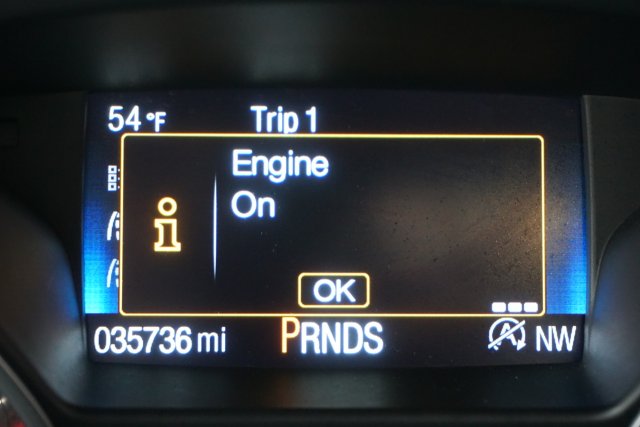 54 °F Trip 1
Engine
On
i
OK
035736 mi PRNDS A NW